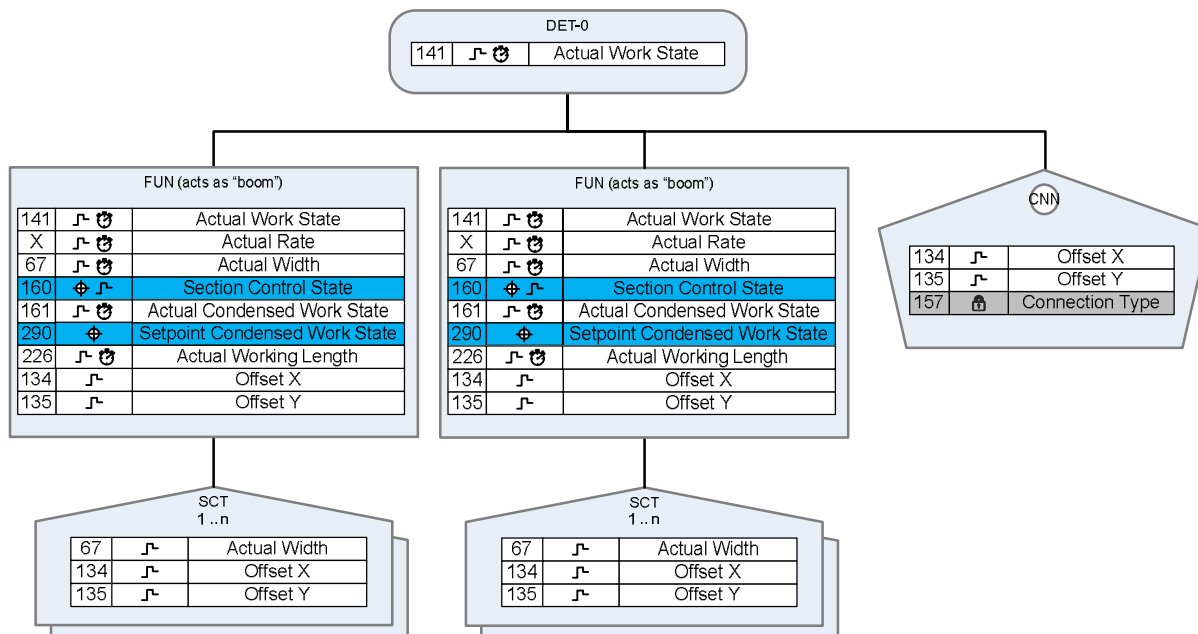 DET-0
141 Actual Work State
FUN (acts as “boom”)
141 Actual Work State
X Actual Rate
67 Actual Width
160 Section Control State
161 Actual Condensed Work State
290 Setpoint Condensed Work State
226 Actual Working Length
134 Offset X
135 Offset Y
FUN (acts as “boom”)
141 Actual Work State
X Actual Rate
67 Actual Width
160 Section Control State
161 Actual Condensed Work State
290 Setpoint Condensed Work State
226 Actual Working Length
134 Offset X
135 Offset Y
CNN
134 Offset X
135 Offset Y
157 Connection Type
SCT
1..n
67 Actual Width
134 Offset X
135 Offset Y
SCT
1..n
67 Actual Width
134 Offset X
135 Offset Y